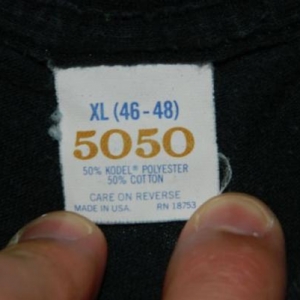 XL (46-48)
5050
50% KODEL® POLYESTER
50% COTTON
CARE ON REVERSE
MADE IN USA RN 18753